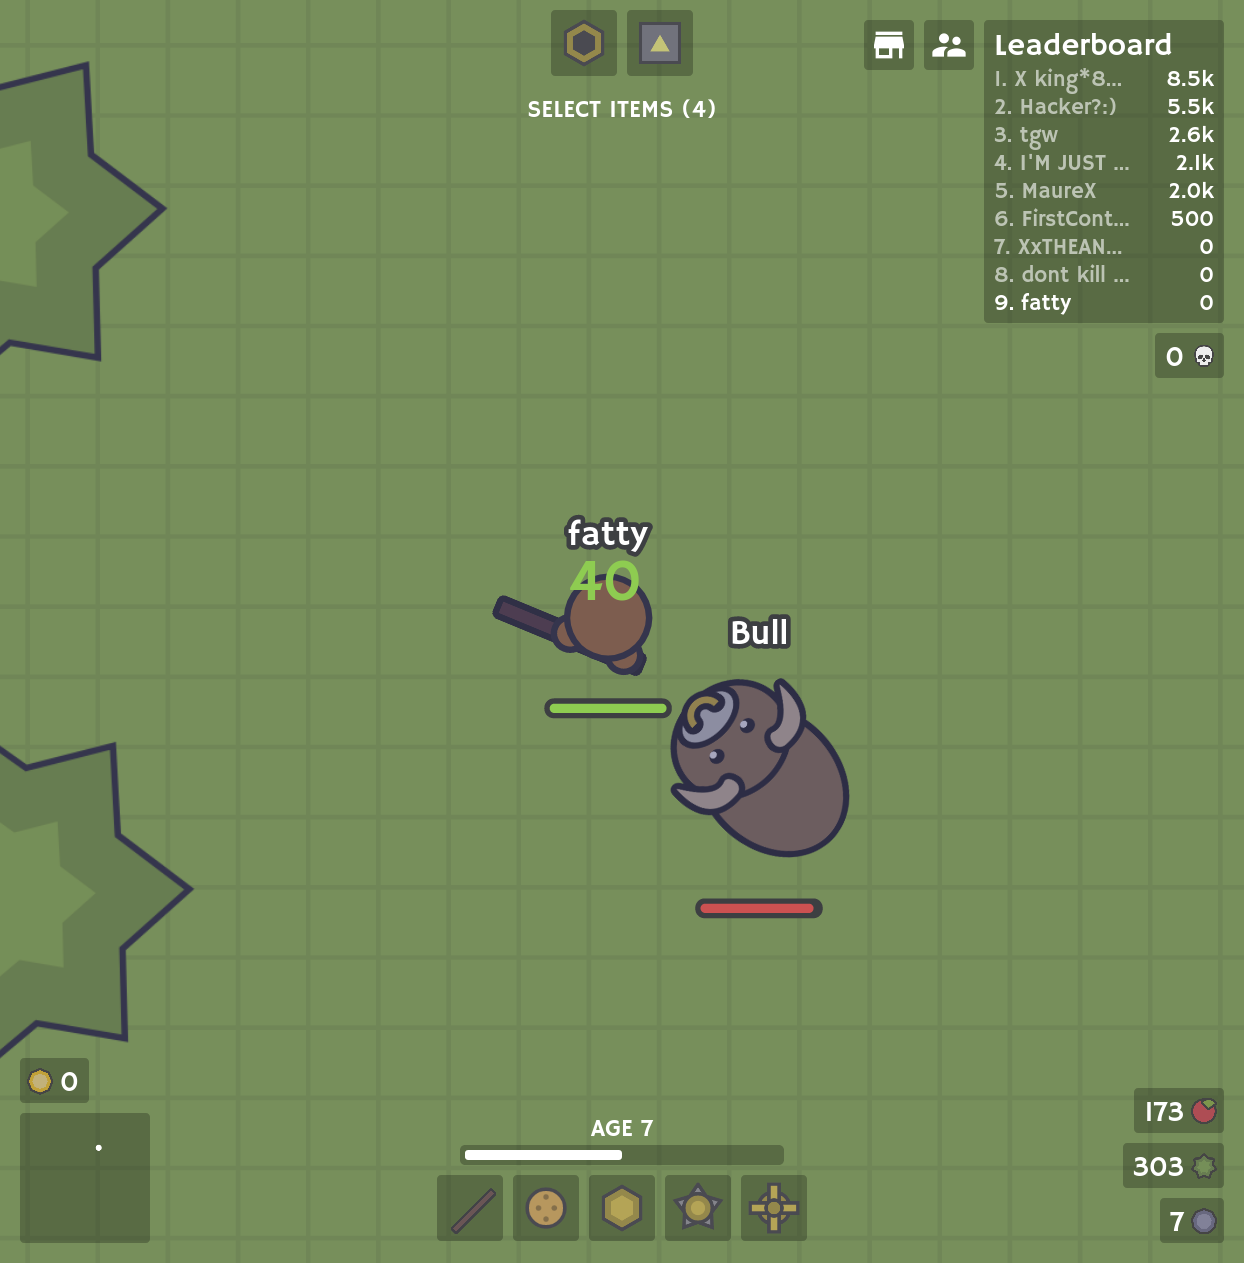 SELECT ITEMS (4)
Leaderboard
1. X king*8... 8.5k
2. Hacker?:) 5.5k
3. tgw 2.6k
4. I'M JUST ... 2.1k
5. MaureX 2.0k
6. FirstCont... 500
7. XxTHEAN... 0
8. dont kill ... 0
9. fatty 0
0
fatty
40
Bull
0
AGE 7
173
303
7